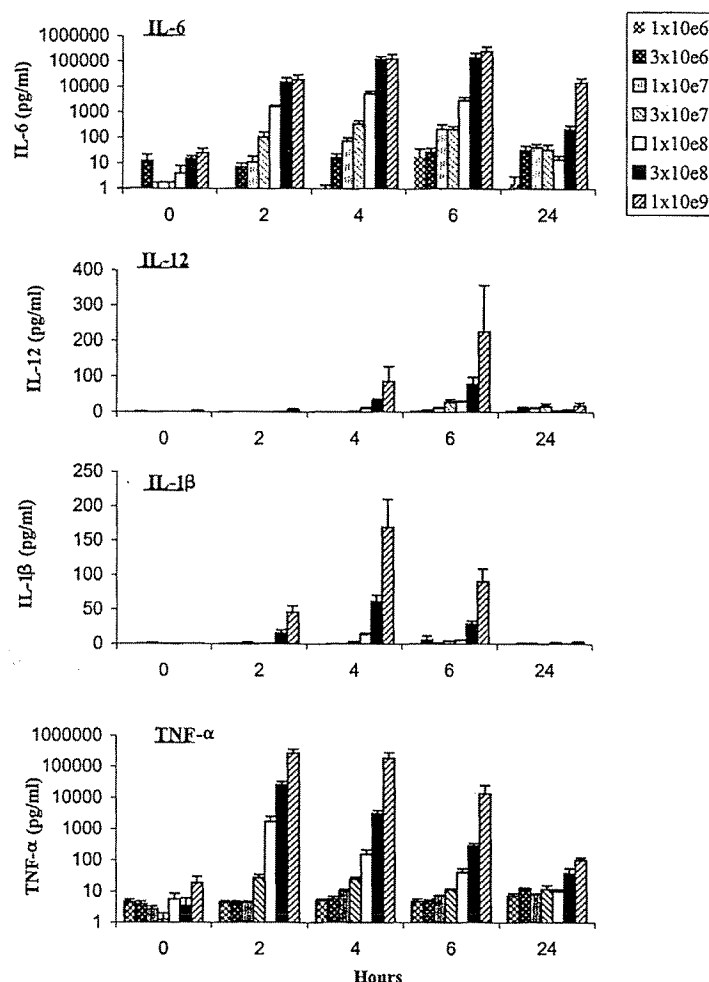 IL-6
IL-6 (pg/ml)
1000000
100000
10000
1000
100
10
1
0
2
4
6
24
1x10e6
3x10e6
1x10e7
3x10e7
1x10e8
3x10e8
1x10e9
IL-12
IL-12 (pg/ml)
400
300
200
100
0
0
2
4
6
24
IL-1β
IL-1β (pg/ml)
250
200
150
100
50
0
0
2
4
6
24
TNF-α
TNF-α (pg/ml)
1000000
100000
10000
1000
100
10
1
0
2
4
6
24
Hours